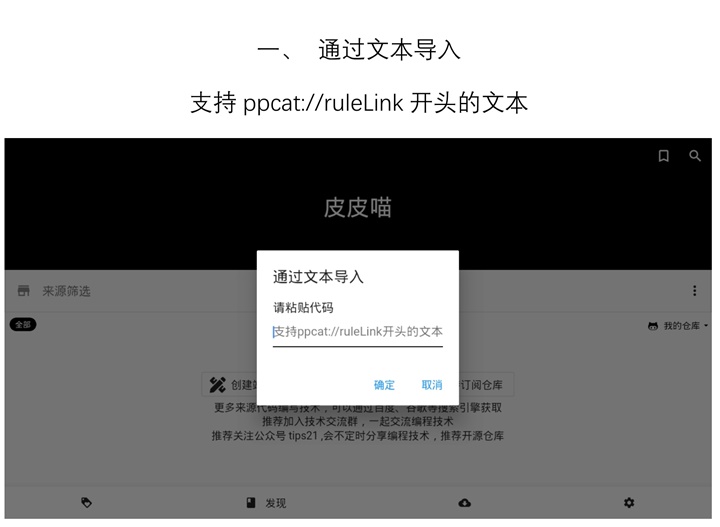 一、 通过文本导入
支持 ppcat://ruleLink 开头的文本
皮皮喵
来源筛选
全部
我的仓库
通过文本导入
请粘贴代码
支持ppcat://ruleLink开头的文本
确定 取消
创建 订阅仓库
更多来源代码编写技术，可以通过百度、谷歌等搜索引擎获取
推荐加入技术交流群，一起交流编程技术
推荐关注公众号 tips21 ,会不定时分享编程技术，推荐开源仓库
发现